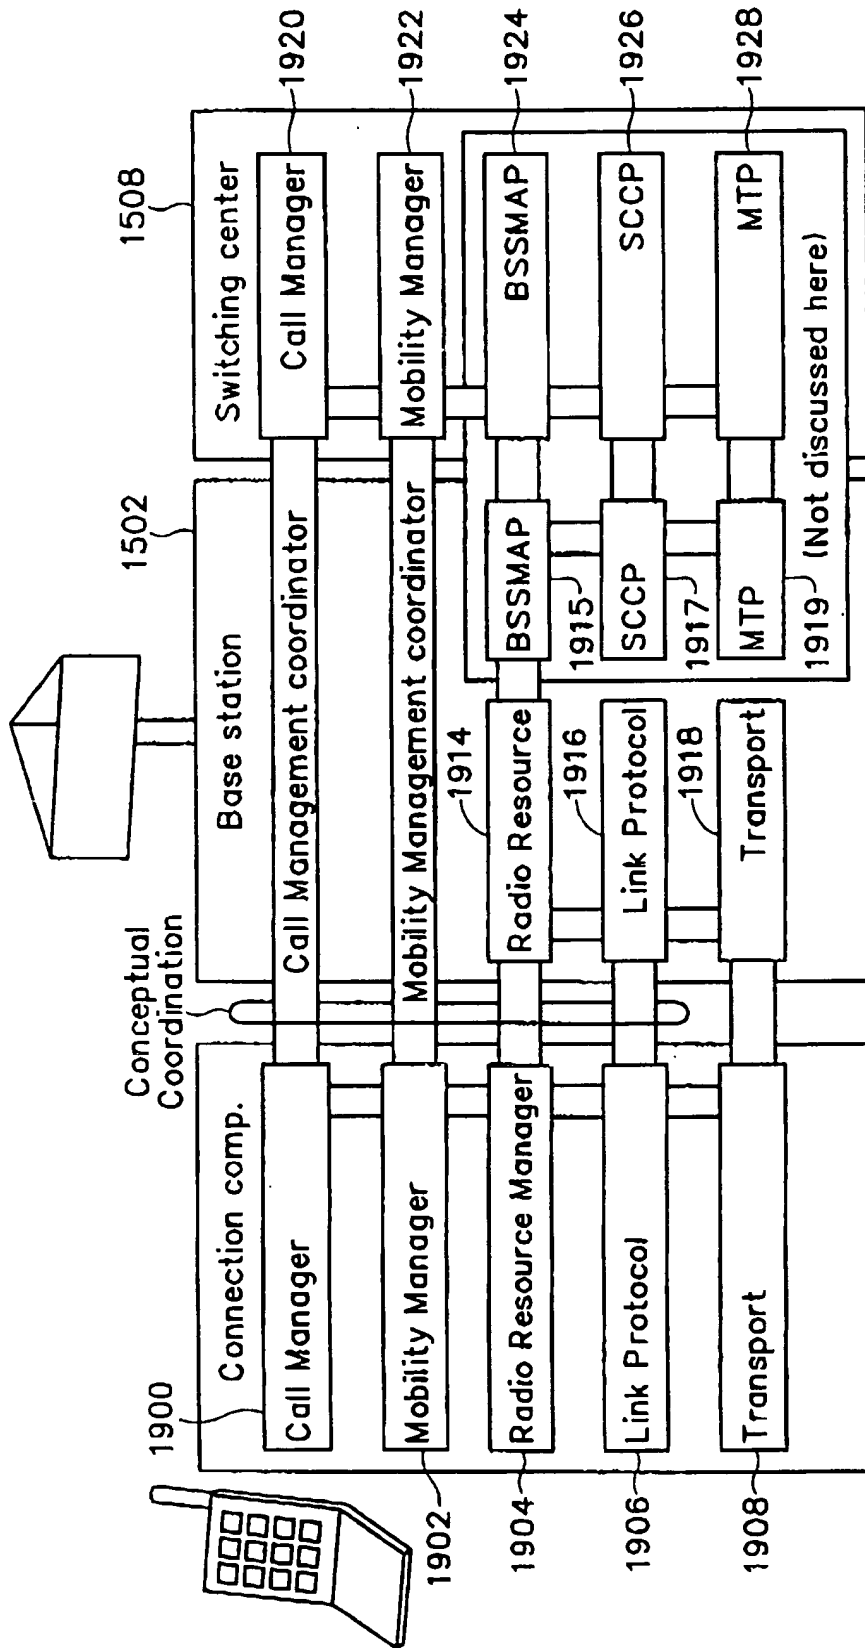 Conceptual
Coordination
1502
1508
Connection comp.
Base station
Switching center
1900
Call Manager
Call Management coordinator
Call Manager
1920
1902
Mobility Manager
Mobility Management coordinator
Mobility Manager
1922
1904
Radio Resource Manager
Radio Resource
1914
BSSMAP
1915
BSSMAP
1924
1906
Link Protocol
Link Protocol
1916
SCCP
1917
SCCP
1926
1908
Transport
Transport
1918
MTP
1919
MTP
1928
(Not discussed here)